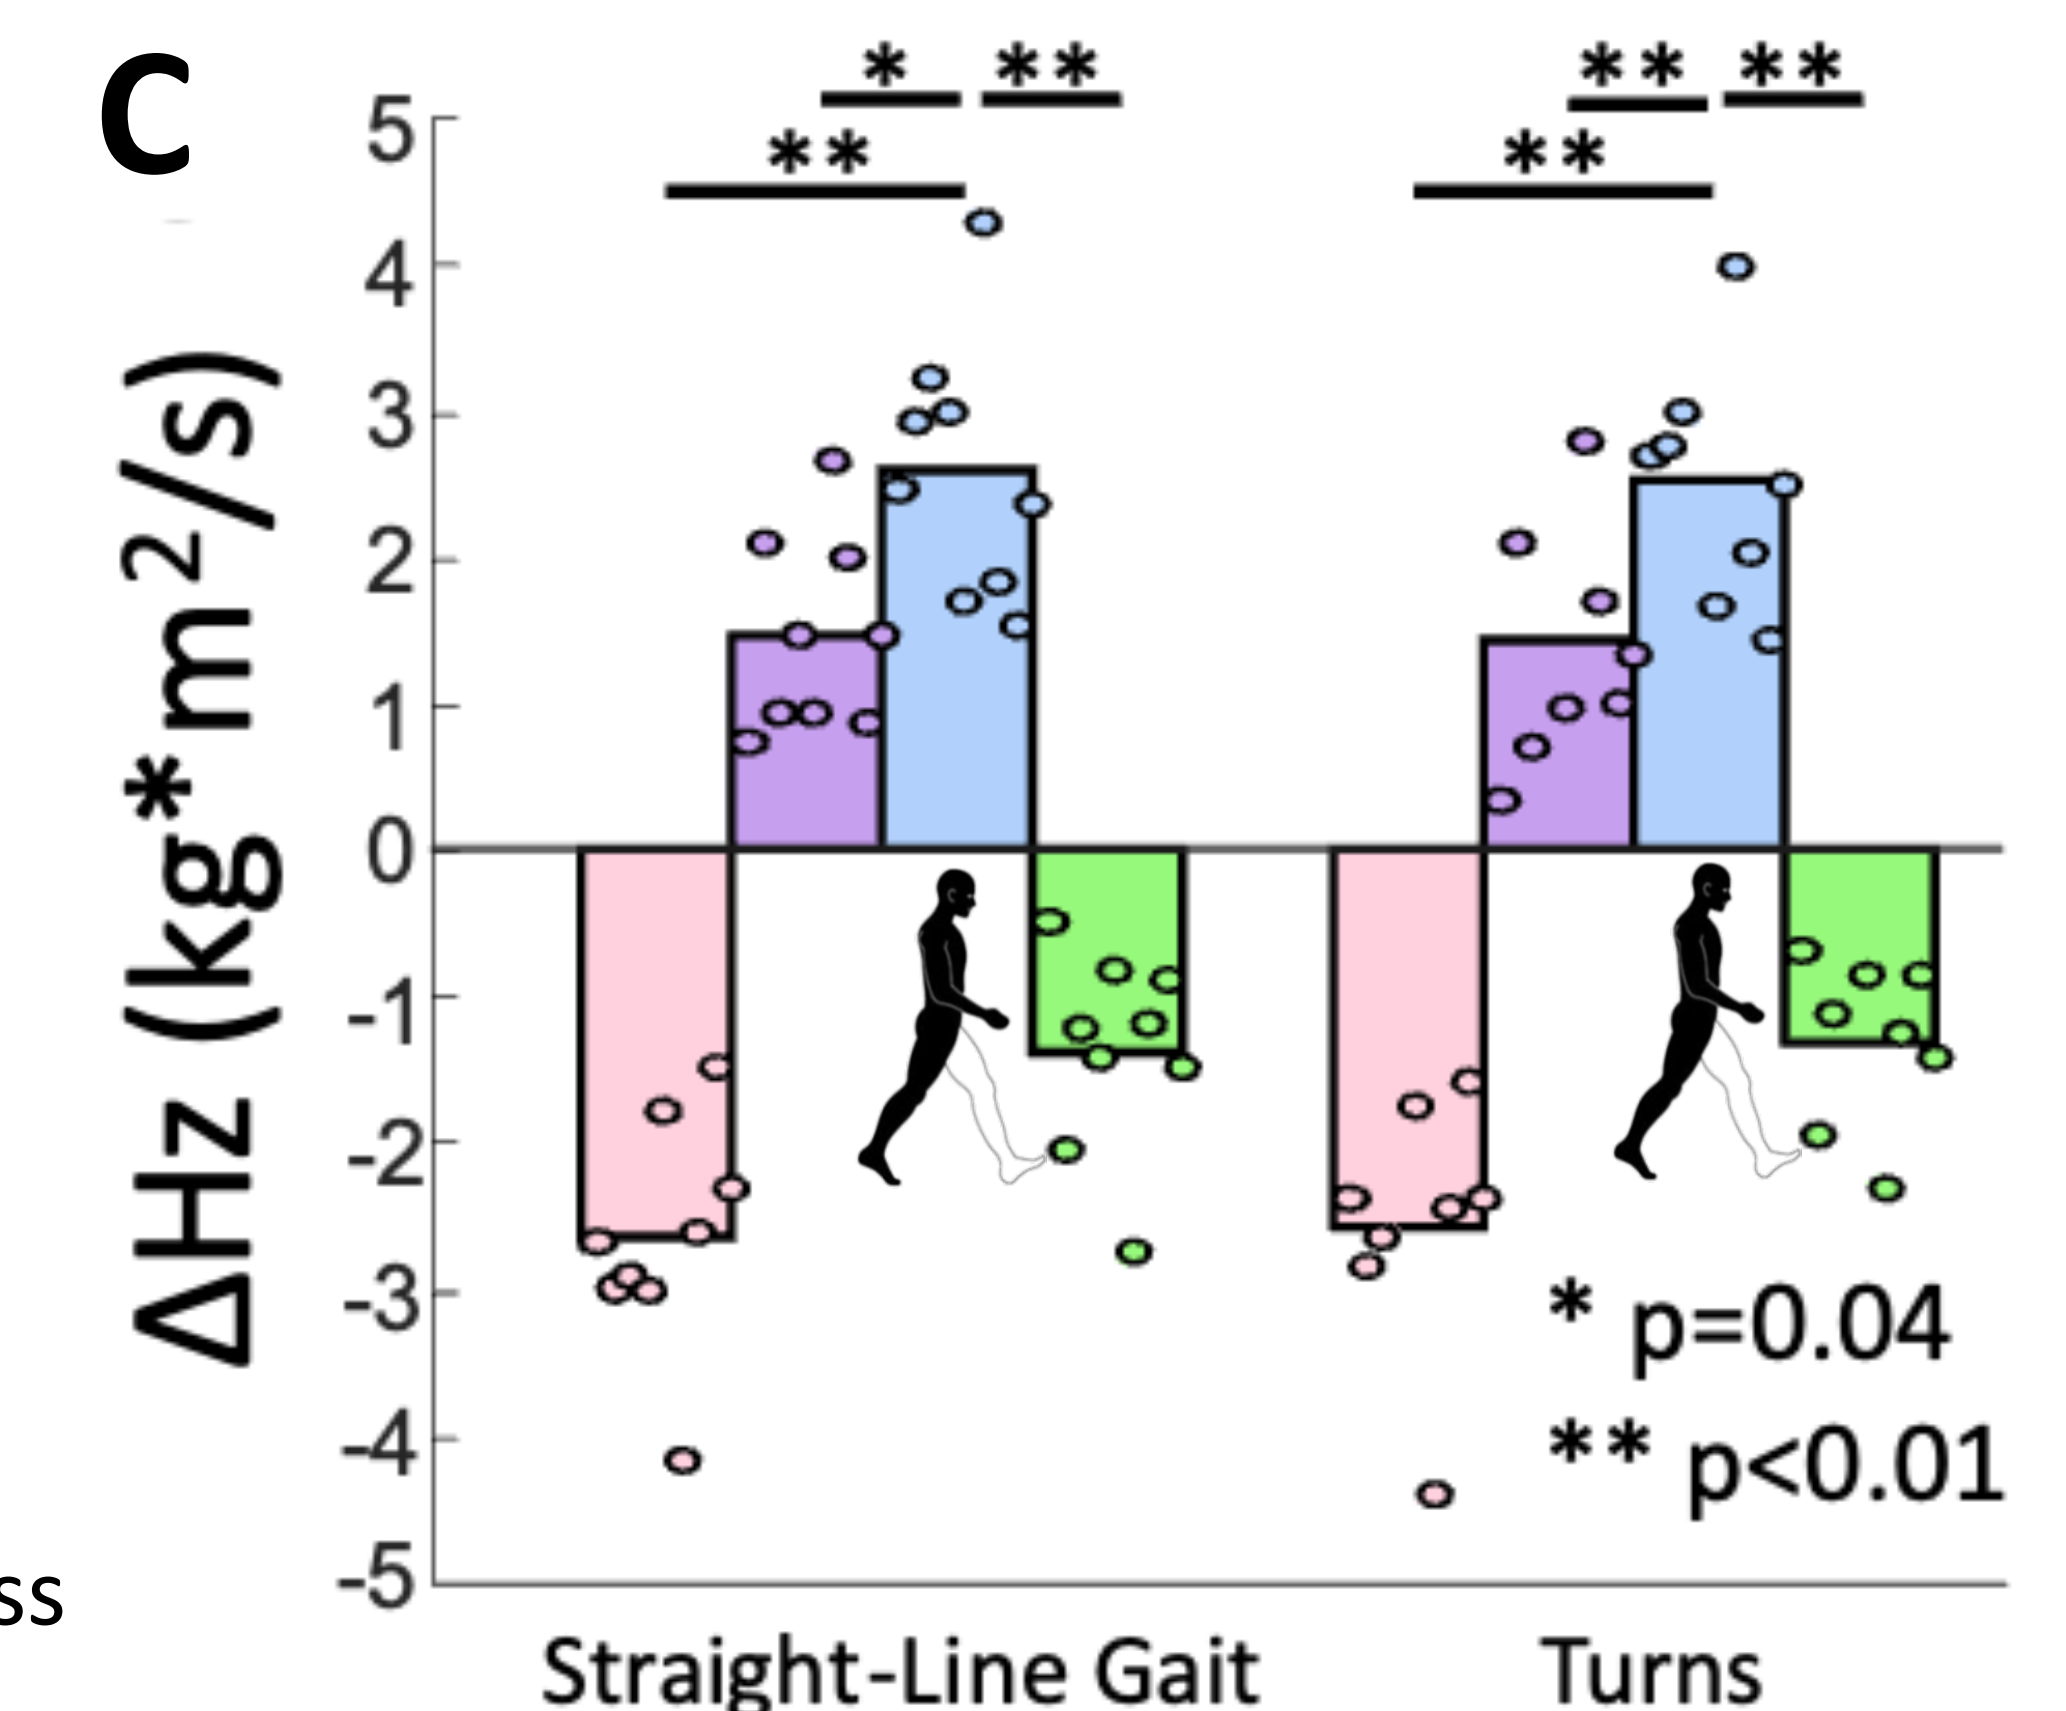 C
* **
** **
5
**
**
4
3
2
1
0
-1
-2
-3
-4
-5
ΔHz (kg*m²/s)
* p=0.04
** p<0.01
ss
Straight-Line Gait
Turns